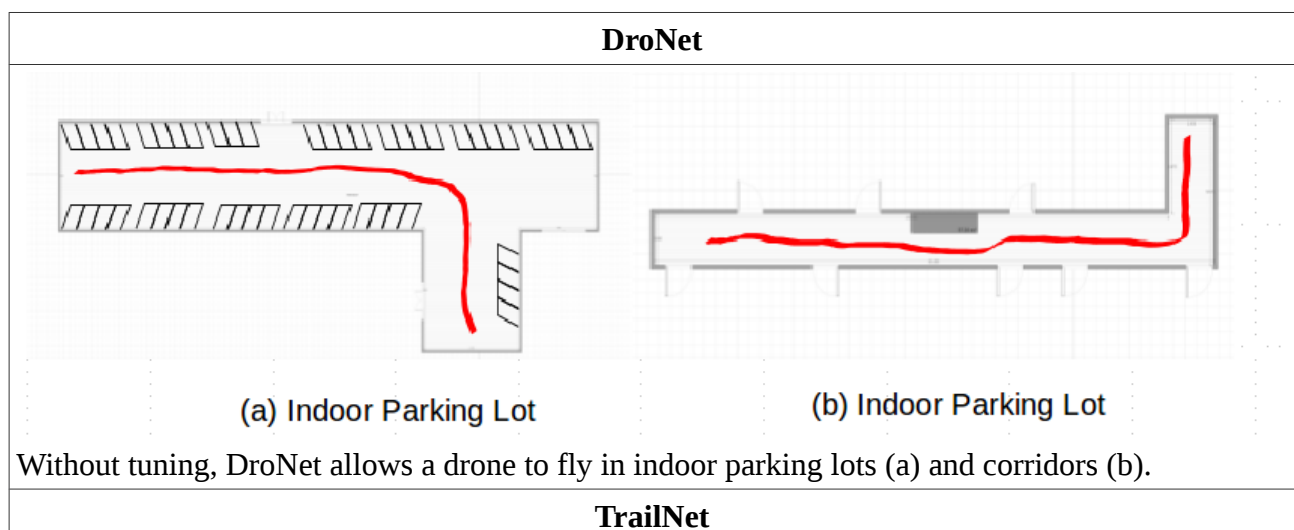 DroNet
(a) Indoor Parking Lot
(b) Indoor Parking Lot
Without tuning, DroNet allows a drone to fly in indoor parking lots (a) and corridors (b).
TrailNet